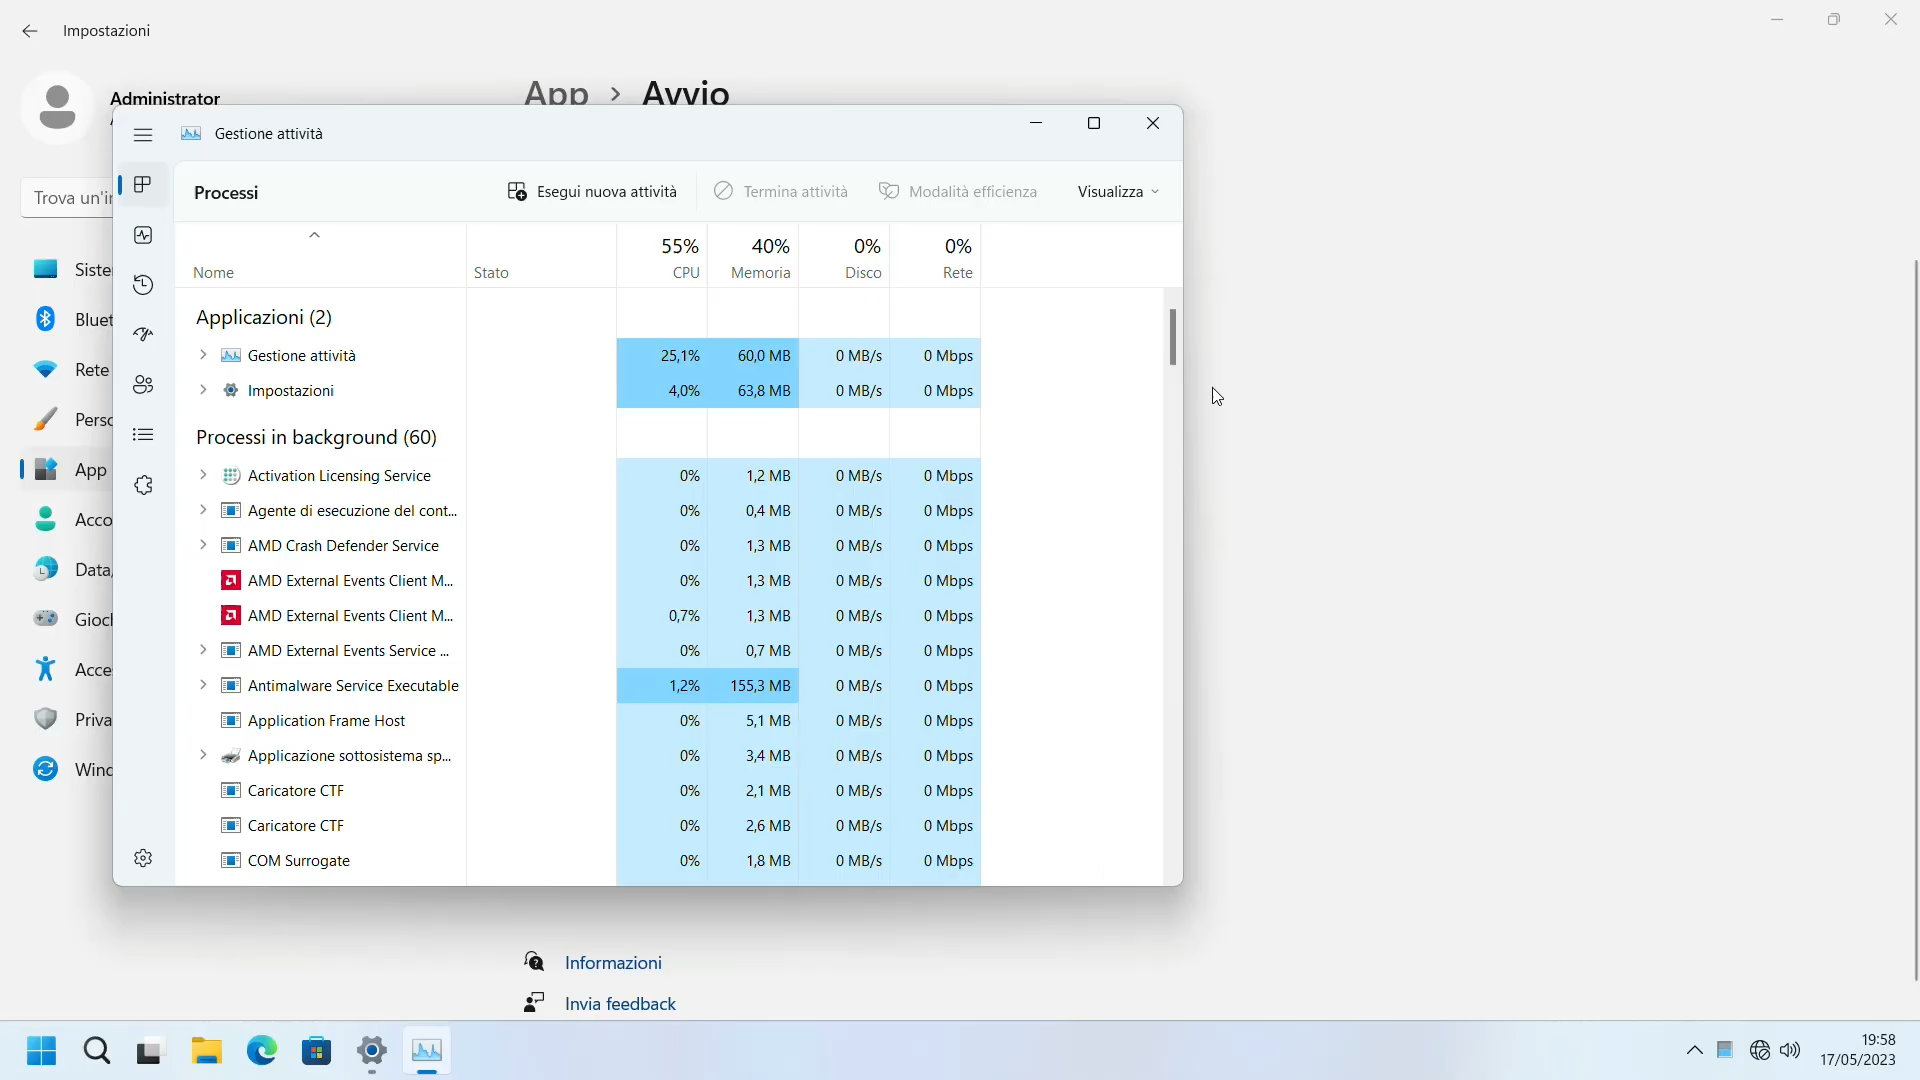 Impostazioni
Administrator
App > Avvio
Gestione attività
Trova un'i
Processi
Esegui nuova attività
Termina attività
Modalità efficienza
Visualizza
55% 40% 0% 0%
Nome Stato CPU Memoria Disco Rete
Siste
Bluet
Rete
Perso
App
Acco
Data,
Gioch
Acce
Priva
Wind
Applicazioni (2)
Gestione attività 25,1% 60,0 MB 0 MB/s 0 Mbps
Impostazioni 4,0% 63,8 MB 0 MB/s 0 Mbps
Processi in background (60)
Activation Licensing Service 0% 1,2 MB 0 MB/s 0 Mbps
Agente di esecuzione del cont... 0% 0,4 MB 0 MB/s 0 Mbps
AMD Crash Defender Service 0% 1,3 MB 0 MB/s 0 Mbps
AMD External Events Client M... 0% 1,3 MB 0 MB/s 0 Mbps
AMD External Events Client M... 0,7% 1,3 MB 0 MB/s 0 Mbps
AMD External Events Service ... 0% 0,7 MB 0 MB/s 0 Mbps
Antimalware Service Executable 1,2% 155,3 MB 0 MB/s 0 Mbps
Application Frame Host 0% 5,1 MB 0 MB/s 0 Mbps
Applicazione sottosistema sp... 0% 3,4 MB 0 MB/s 0 Mbps
Caricatore CTF 0% 2,1 MB 0 MB/s 0 Mbps
Caricatore CTF 0% 2,6 MB 0 MB/s 0 Mbps
COM Surrogate 0% 1,8 MB 0 MB/s 0 Mbps
Informazioni
Invia feedback
19:58
17/05/2023